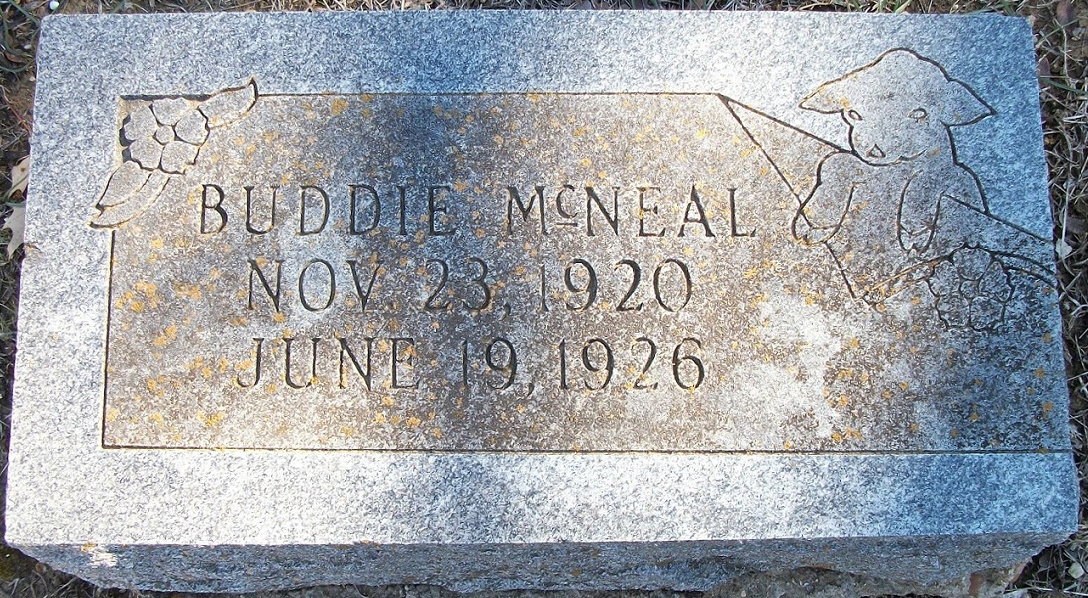 BUDDIE McNEAL
NOV. 23, 1920
JUNE 19, 1926